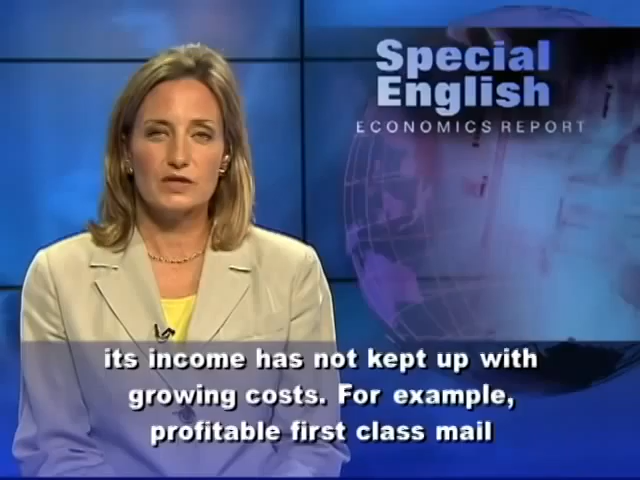 Special
English
ECONOMICS REPORT
its income has not kept up with
growing costs. For example,
profitable first class mail